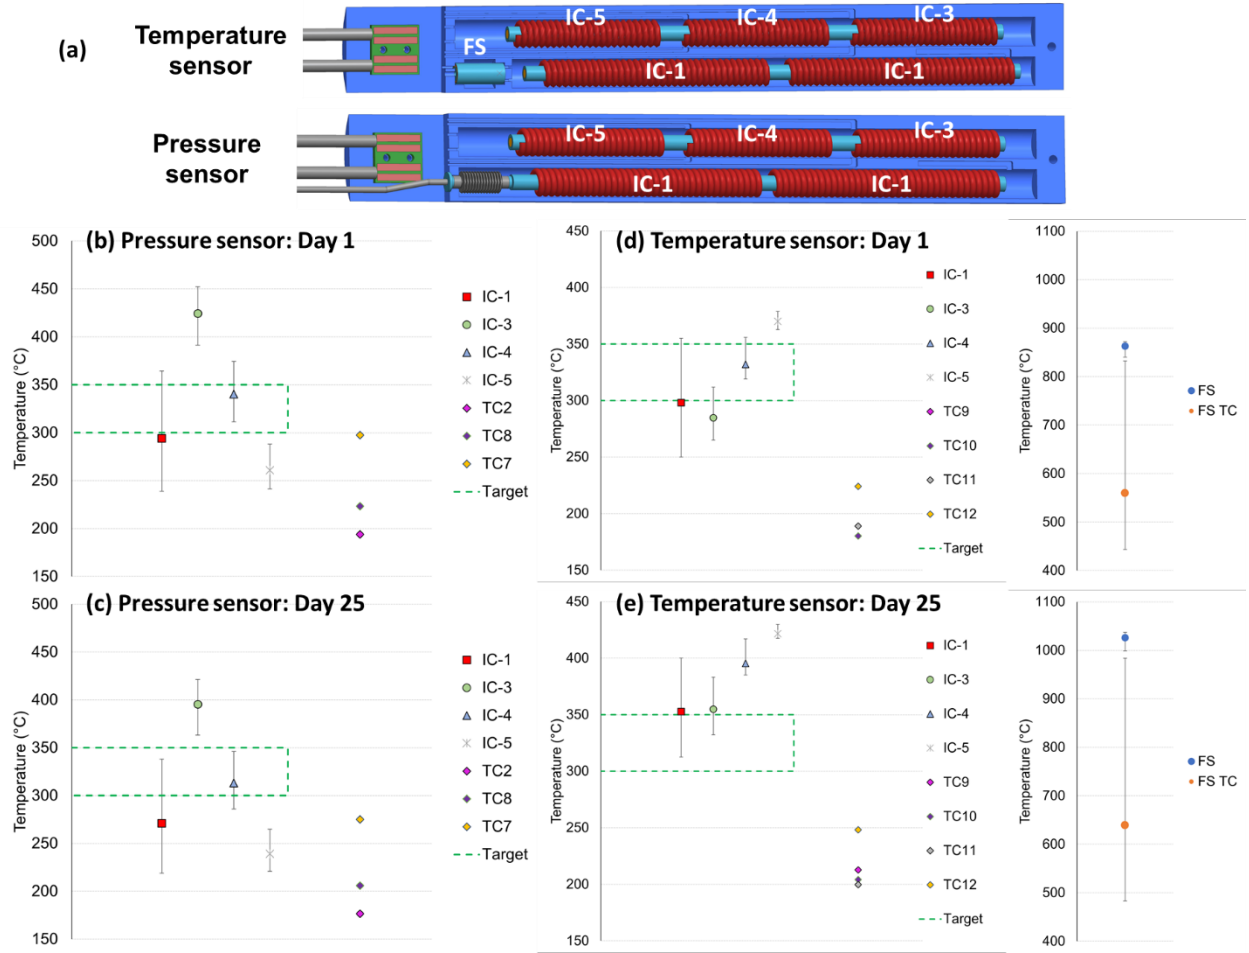 (a)
Temperature
sensor
FS
IC-5
IC-4
IC-3
IC-1
IC-1
Pressure
sensor
IC-5
IC-4
IC-3
IC-1
IC-1
(b) Pressure sensor: Day 1
Temperature (°C)
500
450
400
350
300
250
200
150
IC-1
IC-3
IC-4
IC-5
TC2
TC8
TC7
Target
(d) Temperature sensor: Day 1
Temperature (°C)
450
400
350
300
250
200
150
IC-1
IC-3
IC-4
IC-5
TC9
TC10
TC11
TC12
Target
Temperature (°C)
1100
1000
900
800
700
600
500
400
FS
FS TC
(c) Pressure sensor: Day 25
Temperature (°C)
500
450
400
350
300
250
200
150
IC-1
IC-3
IC-4
IC-5
TC2
TC8
TC7
Target
(e) Temperature sensor: Day 25
Temperature (°C)
450
400
350
300
250
200
150
IC-1
IC-3
IC-4
IC-5
TC9
TC10
TC11
TC12
Target
Temperature (°C)
1100
1000
900
800
700
600
500
400
FS
FS TC